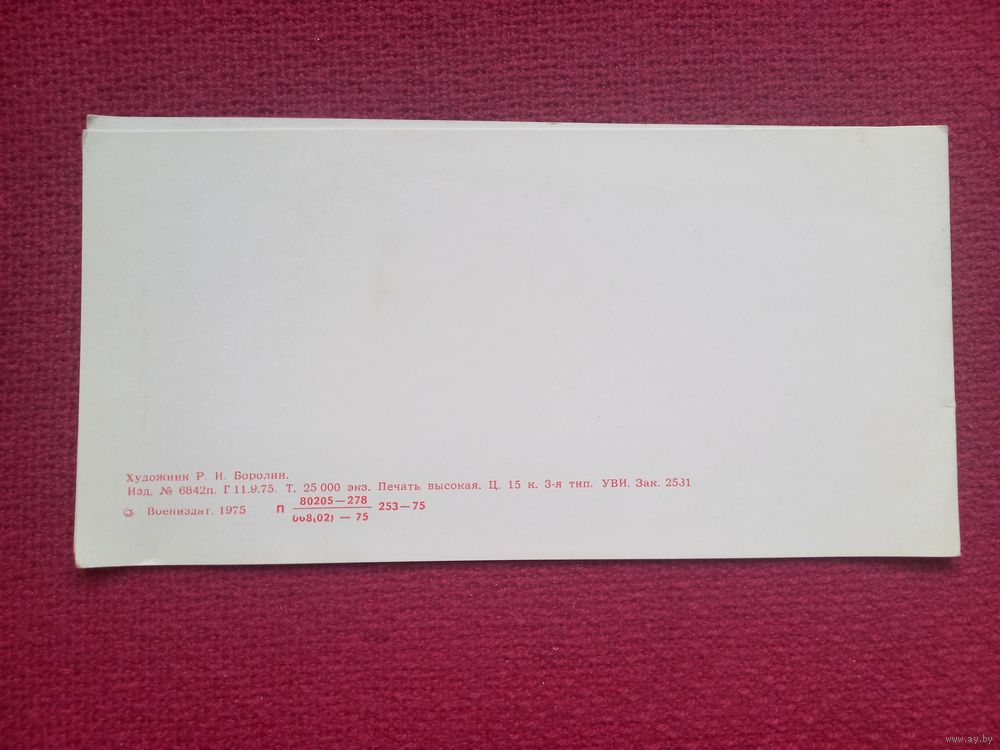 Художник Р. И. Боролин.
Изд. № 6842п. Г 11.9.75. Т. 25 000 экз. Печать высокая. Ц. 15 к. 3-я тип. УВИ. Зак. 2531
© Воениздат, 1975 П 80205—278 253—75
068(02) — 75
www.ay.by